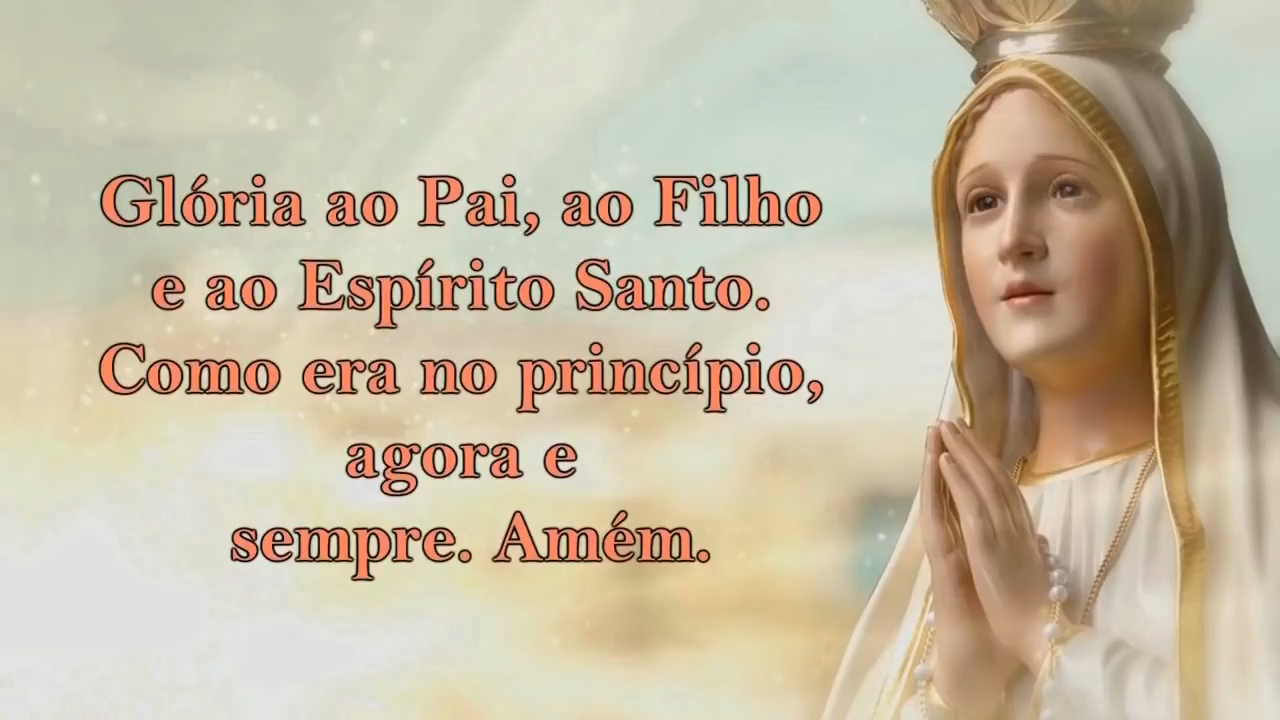 Glória ao Pai, ao Filho
e ao Espírito Santo.
Como era no princípio,
agora e
sempre. Amém.